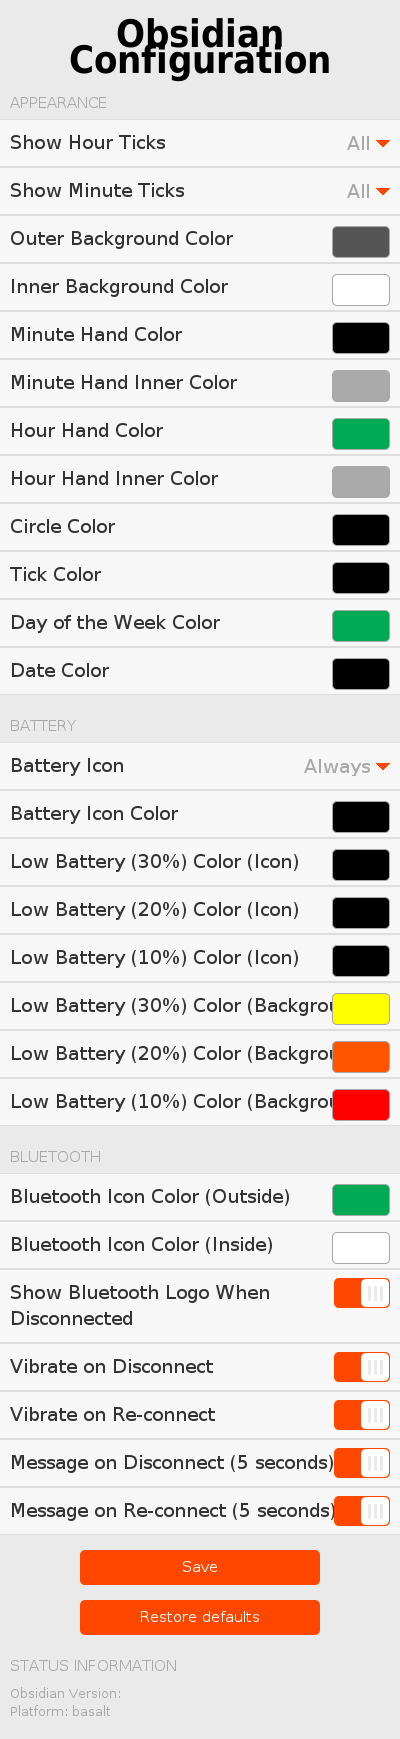 Obsidian
Configuration
APPEARANCE
Show Hour Ticks All
Show Minute Ticks All
Outer Background Color
Inner Background Color
Minute Hand Color
Minute Hand Inner Color
Hour Hand Color
Hour Hand Inner Color
Circle Color
Tick Color
Day of the Week Color
Date Color
BATTERY
Battery Icon Always
Battery Icon Color
Low Battery (30%) Color (Icon)
Low Battery (20%) Color (Icon)
Low Battery (10%) Color (Icon)
Low Battery (30%) Color (Backgrou
Low Battery (20%) Color (Backgrou
Low Battery (10%) Color (Backgrou
BLUETOOTH
Bluetooth Icon Color (Outside)
Bluetooth Icon Color (Inside)
Show Bluetooth Logo When
Disconnected
Vibrate on Disconnect
Vibrate on Re-connect
Message on Disconnect (5 seconds)
Message on Re-connect (5 seconds)
Save
Restore defaults
STATUS INFORMATION
Obsidian Version:
Platform: basalt